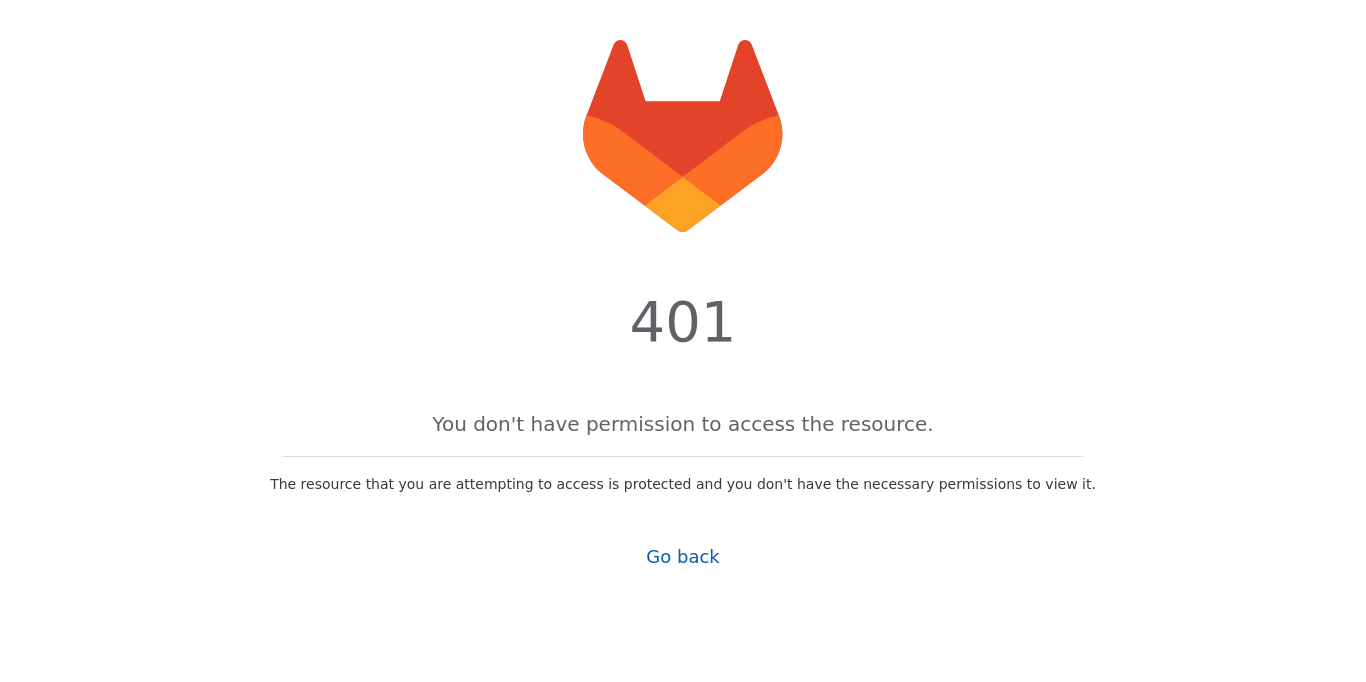 401
You don't have permission to access the resource.
The resource that you are attempting to access is protected and you don't have the necessary permissions to view it.
Go back